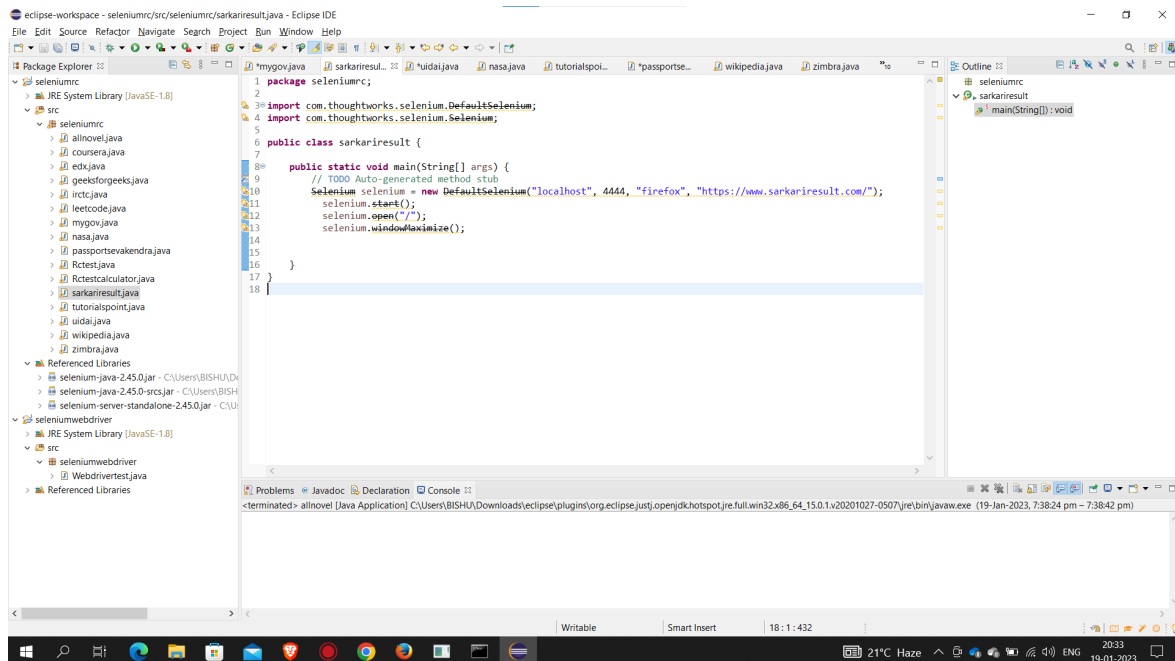 eclipse-workspace - seleniumrc/src/seleniumrc/sarkariresult.java - Eclipse IDE
File Edit Source Refactor Navigate Search Project Run Window Help
Package Explorer
seleniumrc
JRE System Library [JavaSE-1.8]
src
seleniumrc
allnovel.java
coursera.java
edx.java
geeksforgeeks.java
irctc.java
leetcode.java
mygov.java
nasa.java
passportsevakendra.java
Rctest.java
Rctestcalculator.java
sarkariresult.java
tutorialspoint.java
uidai.java
wikipedia.java
zimbra.java
Referenced Libraries
selenium-java-2.45.0.jar - C:\Users\BISHU\Do
selenium-java-2.45.0-srcs.jar - C:\Users\BISH
selenium-server-standalone-2.45.0.jar - C:\Us
seleniumwebdriver
JRE System Library [JavaSE-1.8]
src
seleniumwebdriver
Webdrivertest.java
Referenced Libraries
*mygov.java sarkariresul... *uidai.java nasa.java tutorialspoi... *passportse... wikipedia.java zimbra.java »10
1 package seleniumrc;
2
3 import com.thoughtworks.selenium.DefaultSelenium;
4 import com.thoughtworks.selenium.Selenium;
5
6 public class sarkariresult {
7
8 public static void main(String[] args) {
9 // TODO Auto-generated method stub
10 Selenium selenium = new DefaultSelenium("localhost", 4444, "firefox", "https://www.sarkariresult.com/");
11 selenium.start();
12 selenium.open("/");
13 selenium.windowMaximize();
14
15
16 }
17 }
18
Outline
seleniumrc
sarkariresult
main(String[]) : void
Problems Javadoc Declaration Console
<terminated> allnovel [Java Application] C:\Users\BISHU\Downloads\eclipse\plugins\org.eclipse.justj.openjdk.hotspot.jre.full.win32.x86_64_15.0.1.v20201027-0507\jre\bin\javaw.exe (19-Jan-2023, 7:38:24 pm – 7:38:42 pm)
Writable Smart Insert 18 : 1 : 432
21°C Haze ENG 20:33
19-01-2023